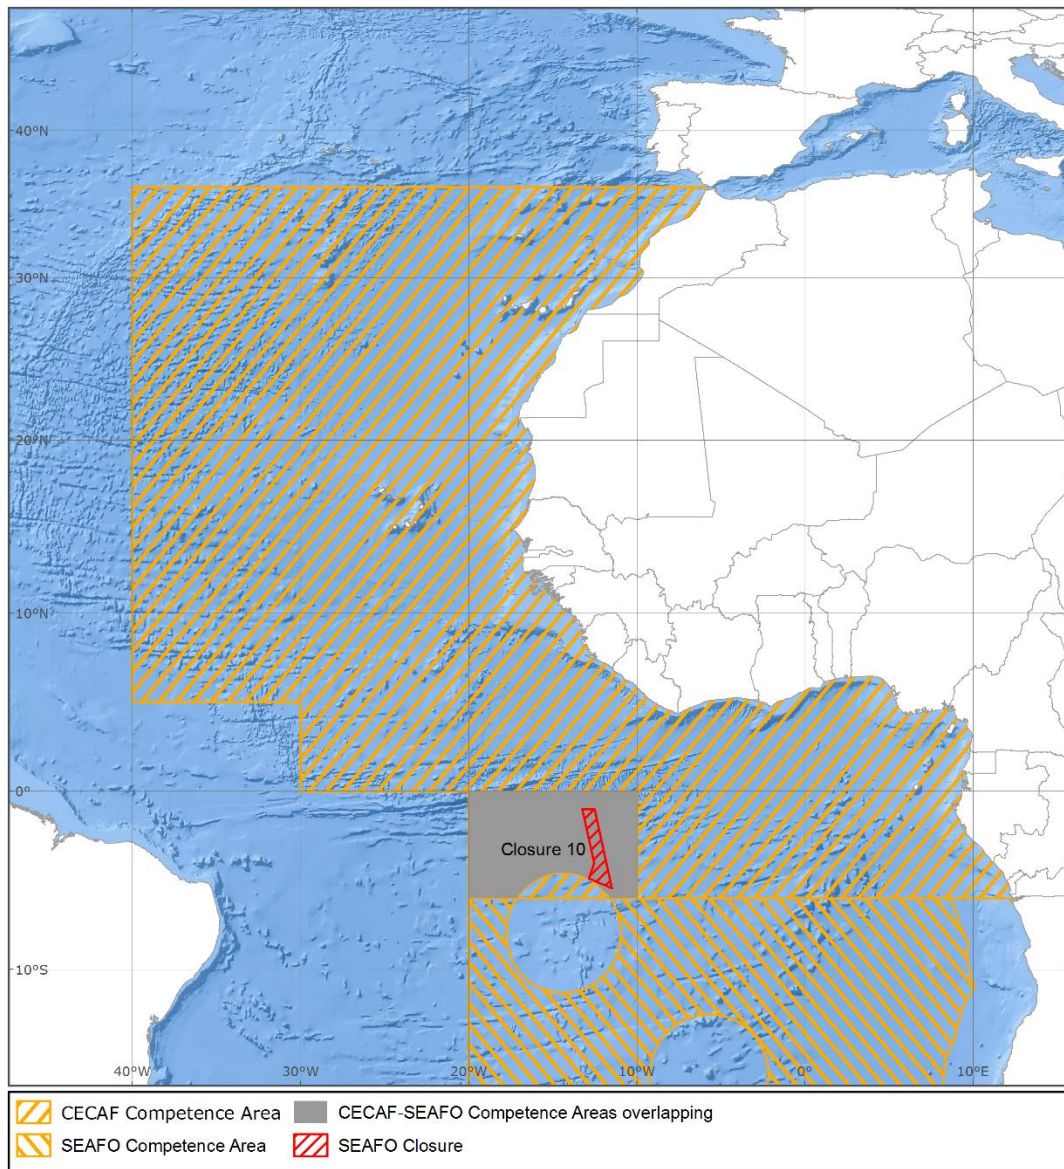 40°N
30°N
20°N
10°N
0°
Closure 10
10°S
40°W 20°W 10°W 0° 10°E
CECAF Competence Area CECAF-SEAFO Competence Areas overlapping
SEAFO Competence Area SEAFO Closure